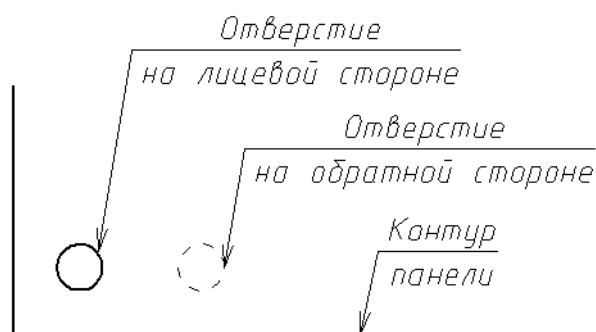 Отверстие
на лицевой стороне
Отверстие
на обратной стороне
Контур
панели